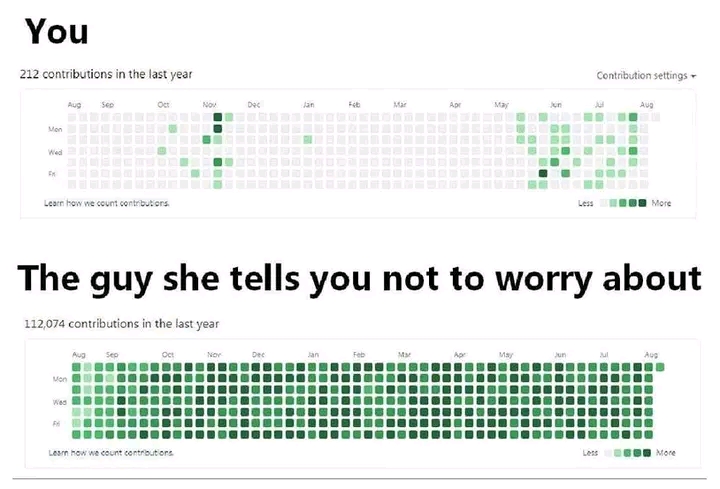 You
212 contributions in the last year
Contribution settings
Aug Sep Oct Nov Dec Jan Feb Mar Apr May Jun Jul Aug
Mon
Wed
Fri
Learn how we count contributions.
Less More
The guy she tells you not to worry about
112,074 contributions in the last year
Aug Sep Oct Nov Dec Jan Feb Mar Apr May Jun Jul Aug
Mon
Wed
Fri
Learn how we count contributions.
Less More